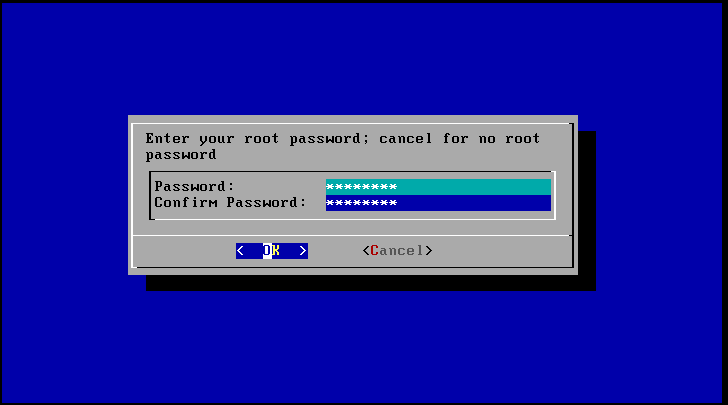 Enter your root password; cancel for no root
password
Password: ********
Confirm Password: ********
< OK > <Cancel>